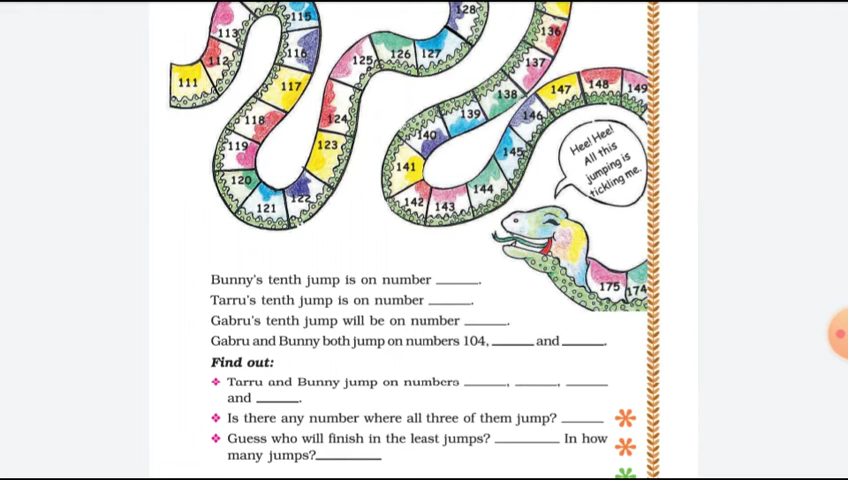 128
115
113
136
116
126 127
112
125
137
111
117
147 148 149
138
118
124
139
146
Hee! Hee!
All this
jumping is
tickling me.
140
119
123
145
141
120
144
122
142 143
121
175 174
Bunny's tenth jump is on number ______.
Tarru's tenth jump is on number ______.
Gabru's tenth jump will be on number ______.
Gabru and Bunny both jump on numbers 104, ______ and ______.
Find out:
❖ Tarru and Bunny jump on numbers ______, ______, ______
and ______.
❖ Is there any number where all three of them jump? ______
❖ Guess who will finish in the least jumps? _________ In how
many jumps?_________